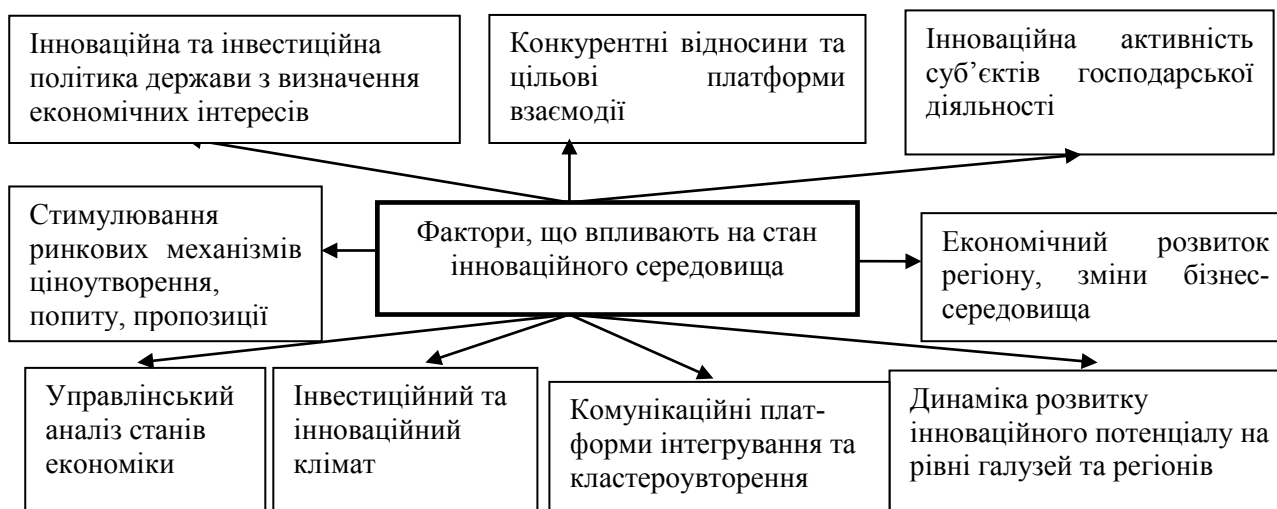 Інноваційна та інвестиційна
політика держави з визначення
економічних інтересів
Конкурентні відносини та
цільові платформи
взаємодії
Інноваційна активність
суб’єктів господарської
діяльності
Стимулювання
ринкових механізмів
ціноутворення,
попиту, пропозиції
Фактори, що впливають на стан
інноваційного середовища
Економічний розвиток
регіону, зміни бізнес-
середовища
Управлінський
аналіз станів
економіки
Інвестиційний та
інноваційний
клімат
Комунікаційні плат-
форми інтегрування та
кластероувторення
Динаміка розвитку
інноваційного потенціалу на
рівні галузей та регіонів